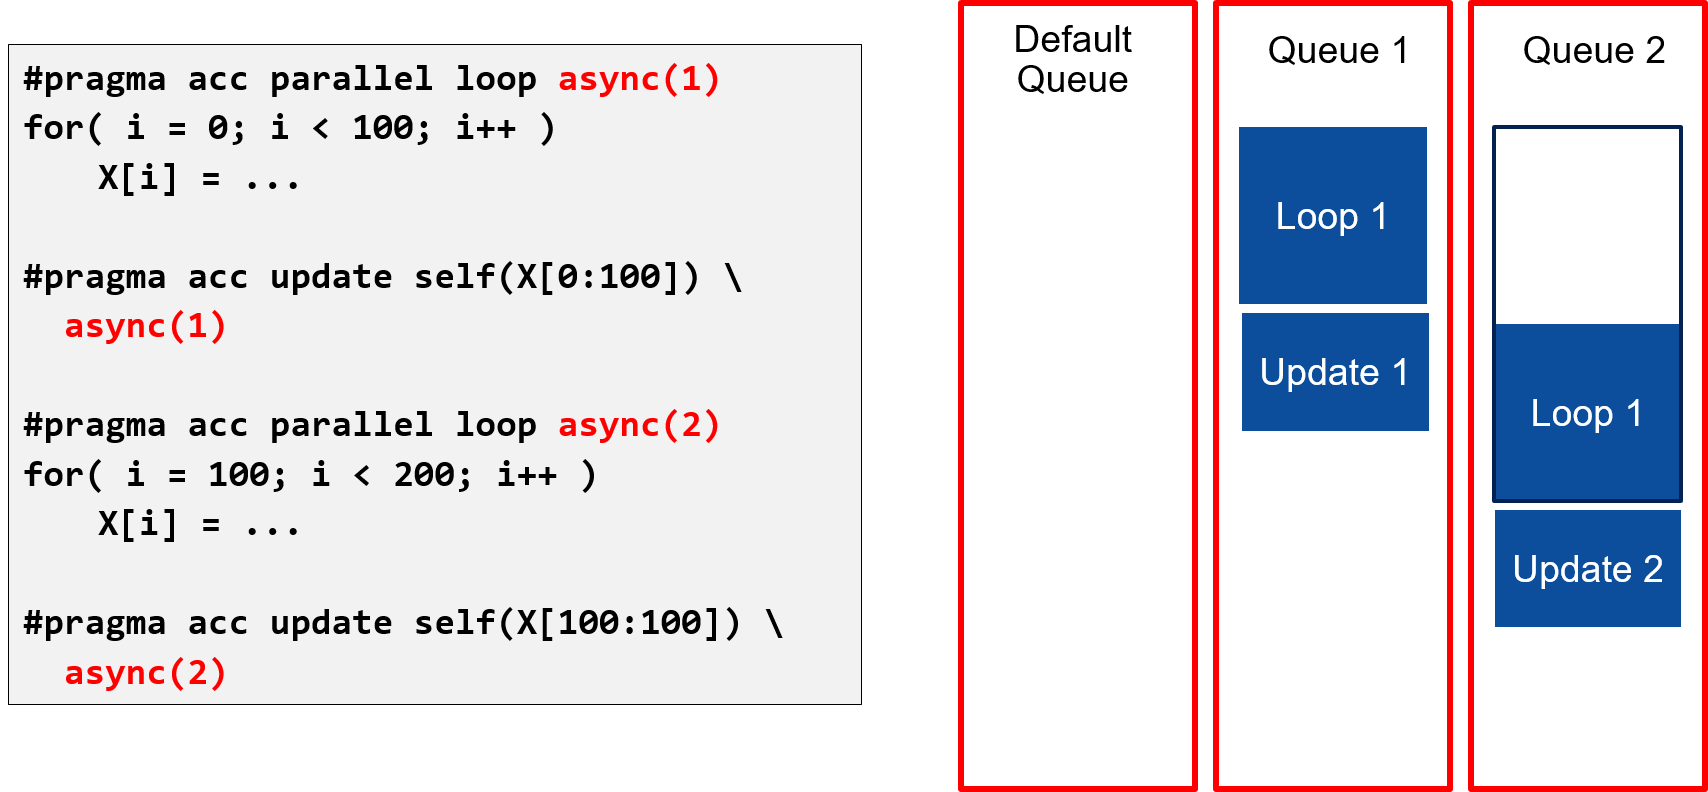 #pragma acc parallel loop async(1)
for( i = 0; i < 100; i++ )
X[i] = ...
#pragma acc update self(X[0:100]) \
async(1)
#pragma acc parallel loop async(2)
for( i = 100; i < 200; i++ )
X[i] = ...
#pragma acc update self(X[100:100]) \
async(2)
Default
Queue
Queue 1
Loop 1
Update 1
Queue 2
Loop 1
Update 2